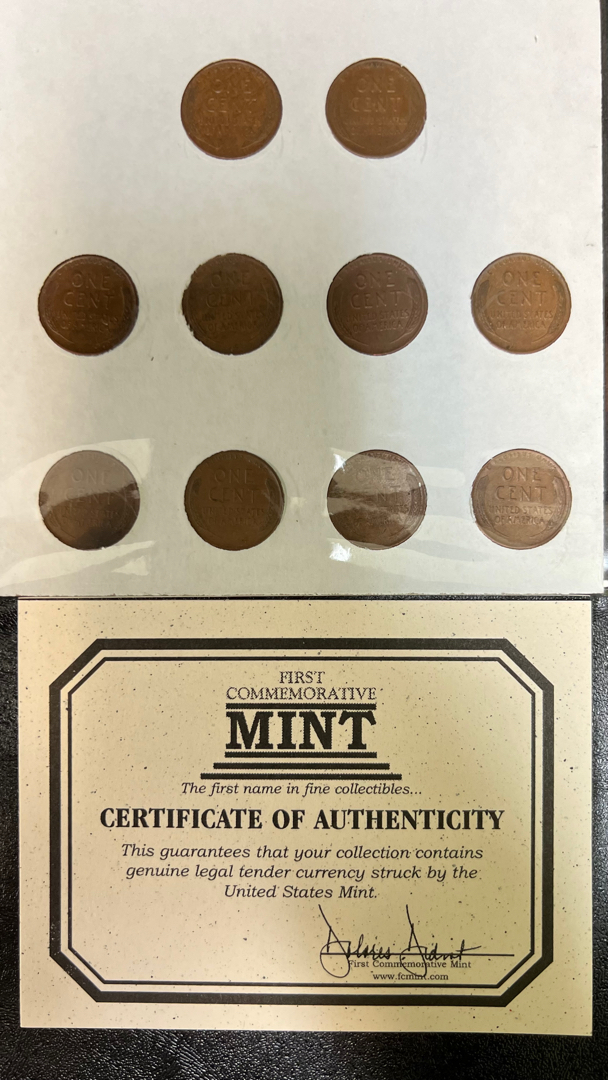 ONE
CENT
ONE
CENT
ONE
CENT
ONE
CENT
ONE
CENT
UNITED STATES
OF AMERICA
ONE
CENT
UNITED STATES
OF AMERICA
ONE
ONE
CENT
ONE
CENT
ONE
CENT
UNITED STATES
OF AMERICA
FIRST
COMMEMORATIVE
MINT
The first name in fine collectibles...
CERTIFICATE OF AUTHENTICITY
This guarantees that your collection contains
genuine legal tender currency struck by the
United States Mint.
First Commemorative Mint
www.fcmint.com